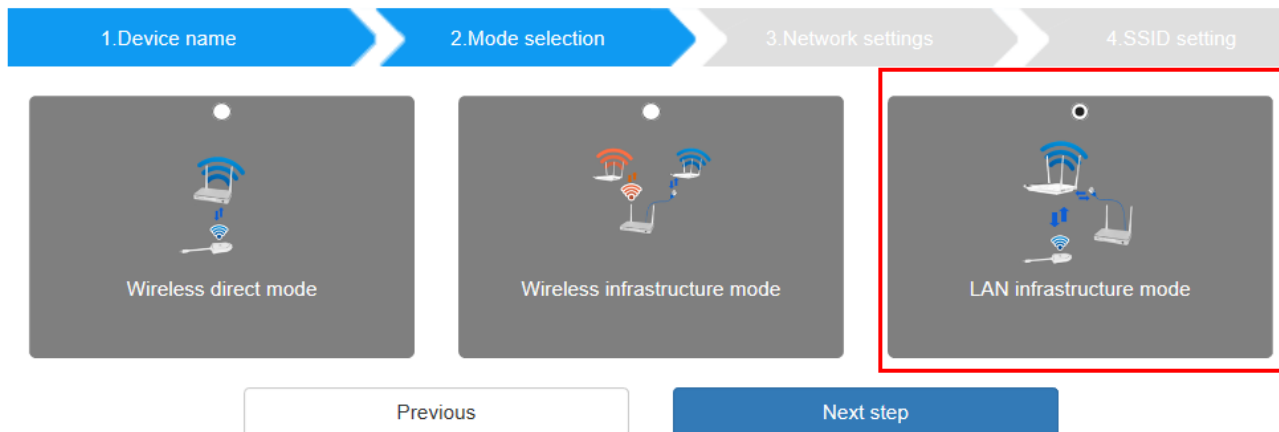 1.Device name
2.Mode selection
3.Network settings
4.SSID setting
Wireless direct mode
Wireless infrastructure mode
LAN infrastructure mode
Previous
Next step